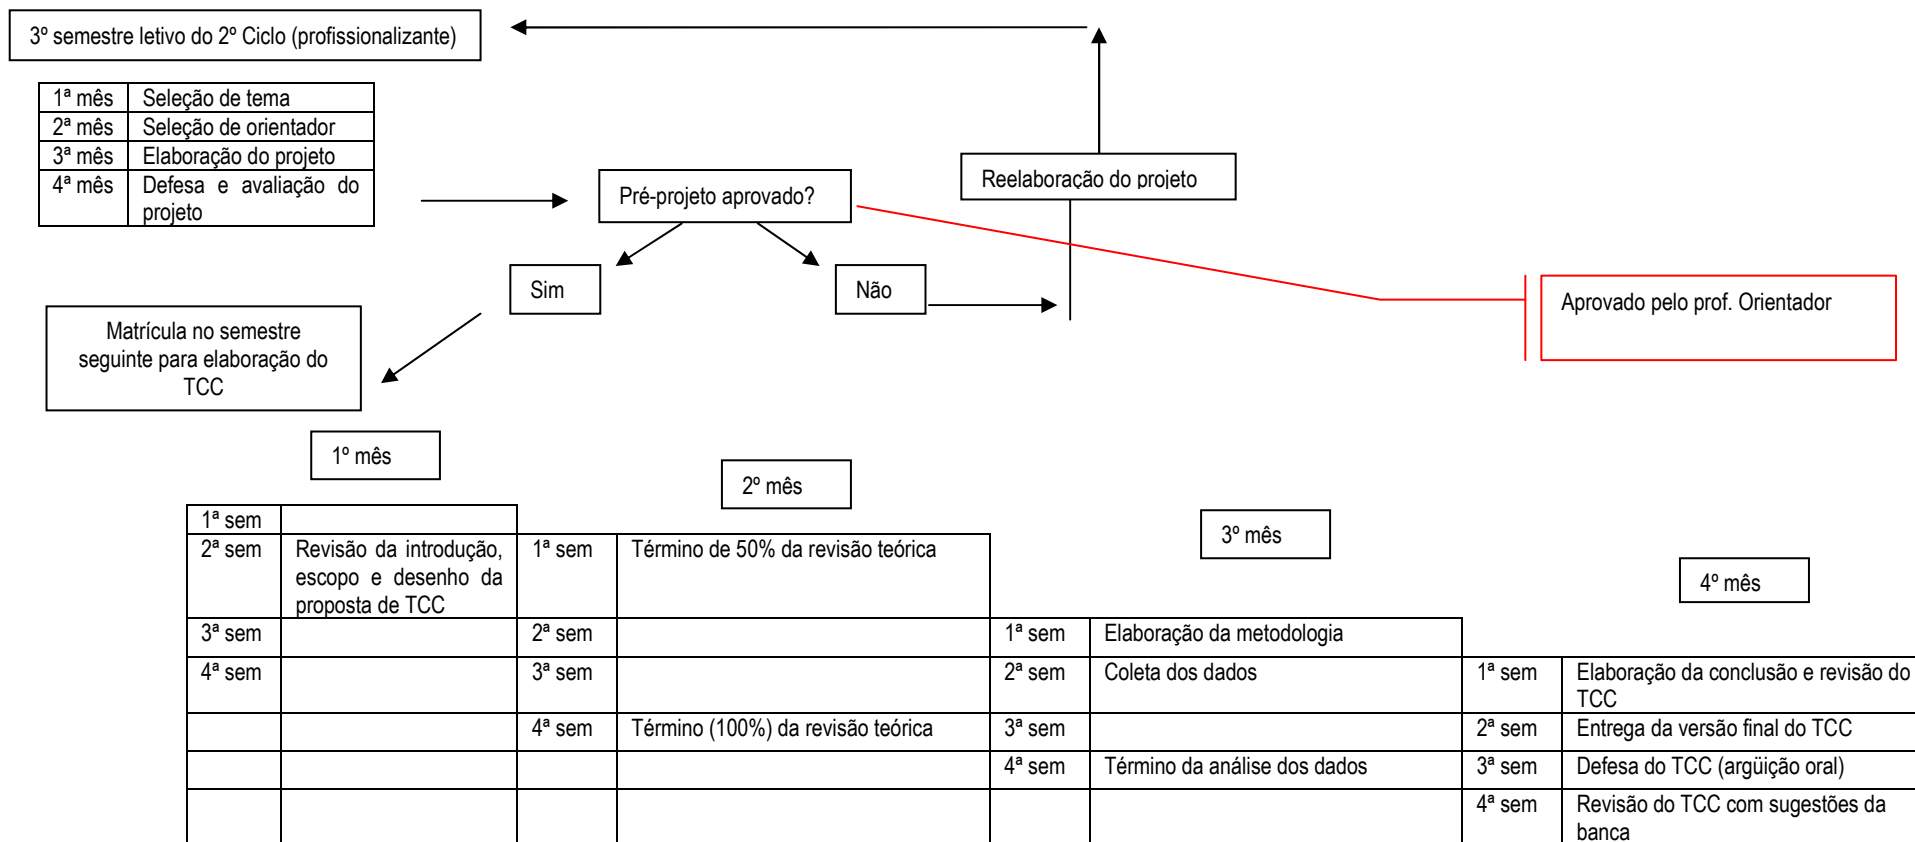 3º semestre letivo do 2º Ciclo (profissionalizante)
1ª mês Seleção de tema
2ª mês Seleção de orientador
3ª mês Elaboração do projeto
4ª mês Defesa e avaliação do
projeto
Pré-projeto aprovado?
Reelaboração do projeto
Sim
Não
Aprovado pelo prof. Orientador
Matrícula no semestre
seguinte para elaboração do
TCC
1º mês
2º mês
3º mês
4º mês
1ª sem
2ª sem Revisão da introdução,
escopo e desenho da
proposta de TCC
1ª sem Término de 50% da revisão teórica
3ª sem 2ª sem 1ª sem Elaboração da metodologia
4ª sem 3ª sem 2ª sem Coleta dos dados 1ª sem Elaboração da conclusão e revisão do
TCC
4ª sem Término (100%) da revisão teórica 3ª sem 2ª sem Entrega da versão final do TCC
4ª sem Término da análise dos dados 3ª sem Defesa do TCC (argüição oral)
4ª sem Revisão do TCC com sugestões da
banca